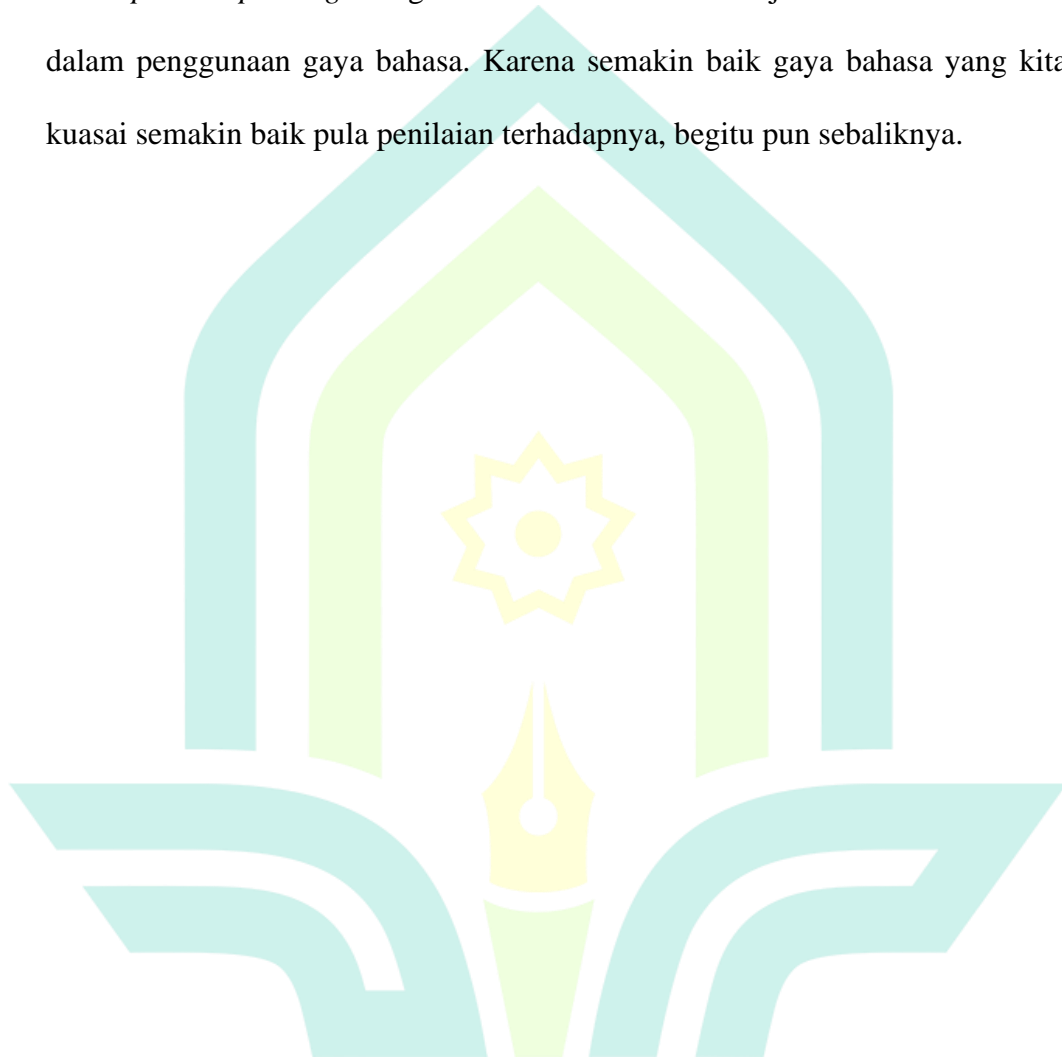 dalam penggunaan gaya bahasa. Karena semakin baik gaya bahasa yang kita
kuasai semakin baik pula penilaian terhadapnya, begitu pun sebaliknya.